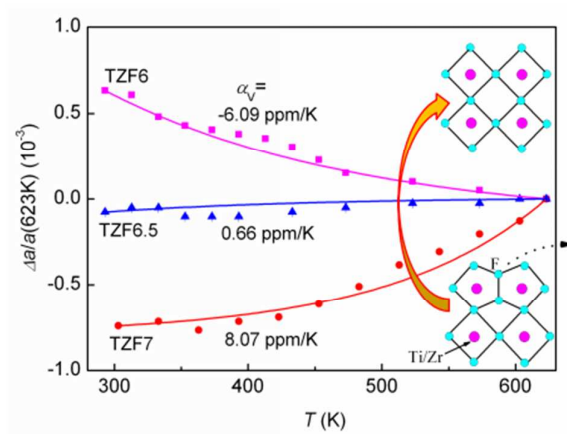 1.0
0.5
0.0
-0.5
-1.0
Δa/a(623K) (10⁻³)
TZF6
αᵥ=
-6.09 ppm/K
TZF6.5
0.66 ppm/K
TZF7
8.07 ppm/K
F
Ti/Zr
300
400
500
600
T (K)